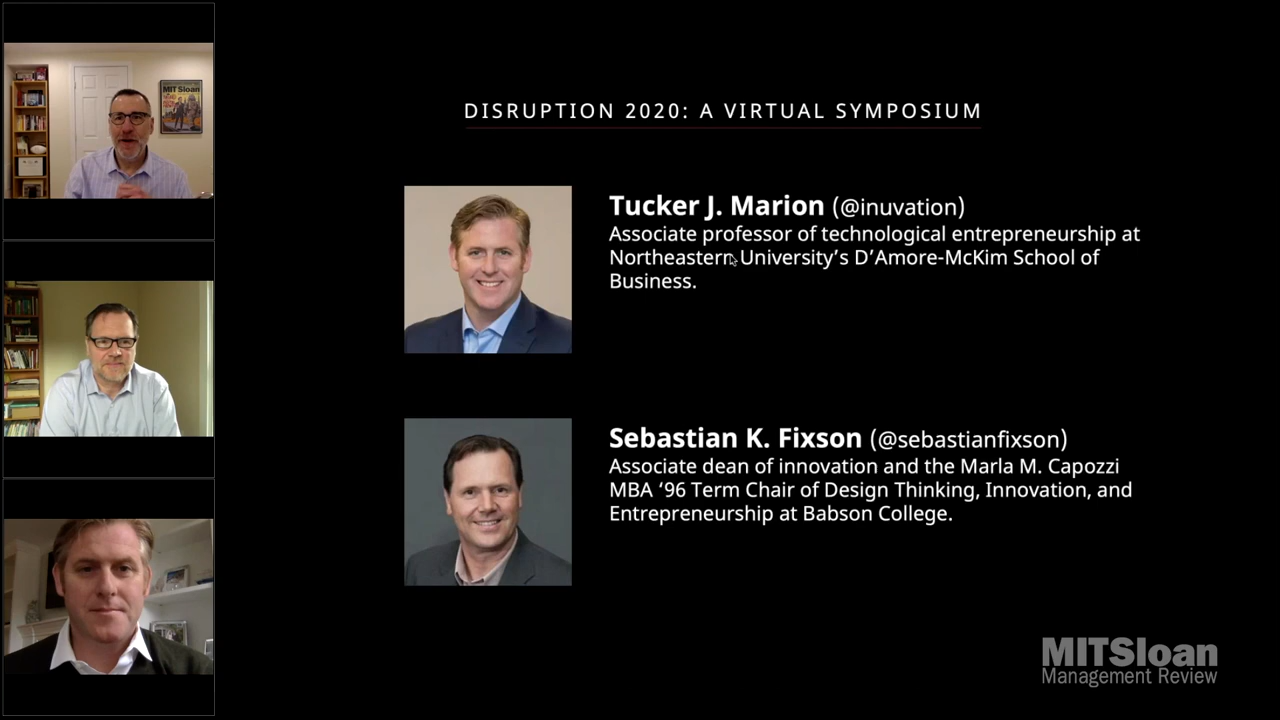 MIT Sloan
DISRUPTION 2020: A VIRTUAL SYMPOSIUM
Tucker J. Marion (@inuvation)
Associate professor of technological entrepreneurship at
Northeastern University’s D’Amore-McKim School of
Business.
Sebastian K. Fixson (@sebastianfixson)
Associate dean of innovation and the Marla M. Capozzi
MBA ‘96 Term Chair of Design Thinking, Innovation, and
Entrepreneurship at Babson College.
MITSloan
Management Review